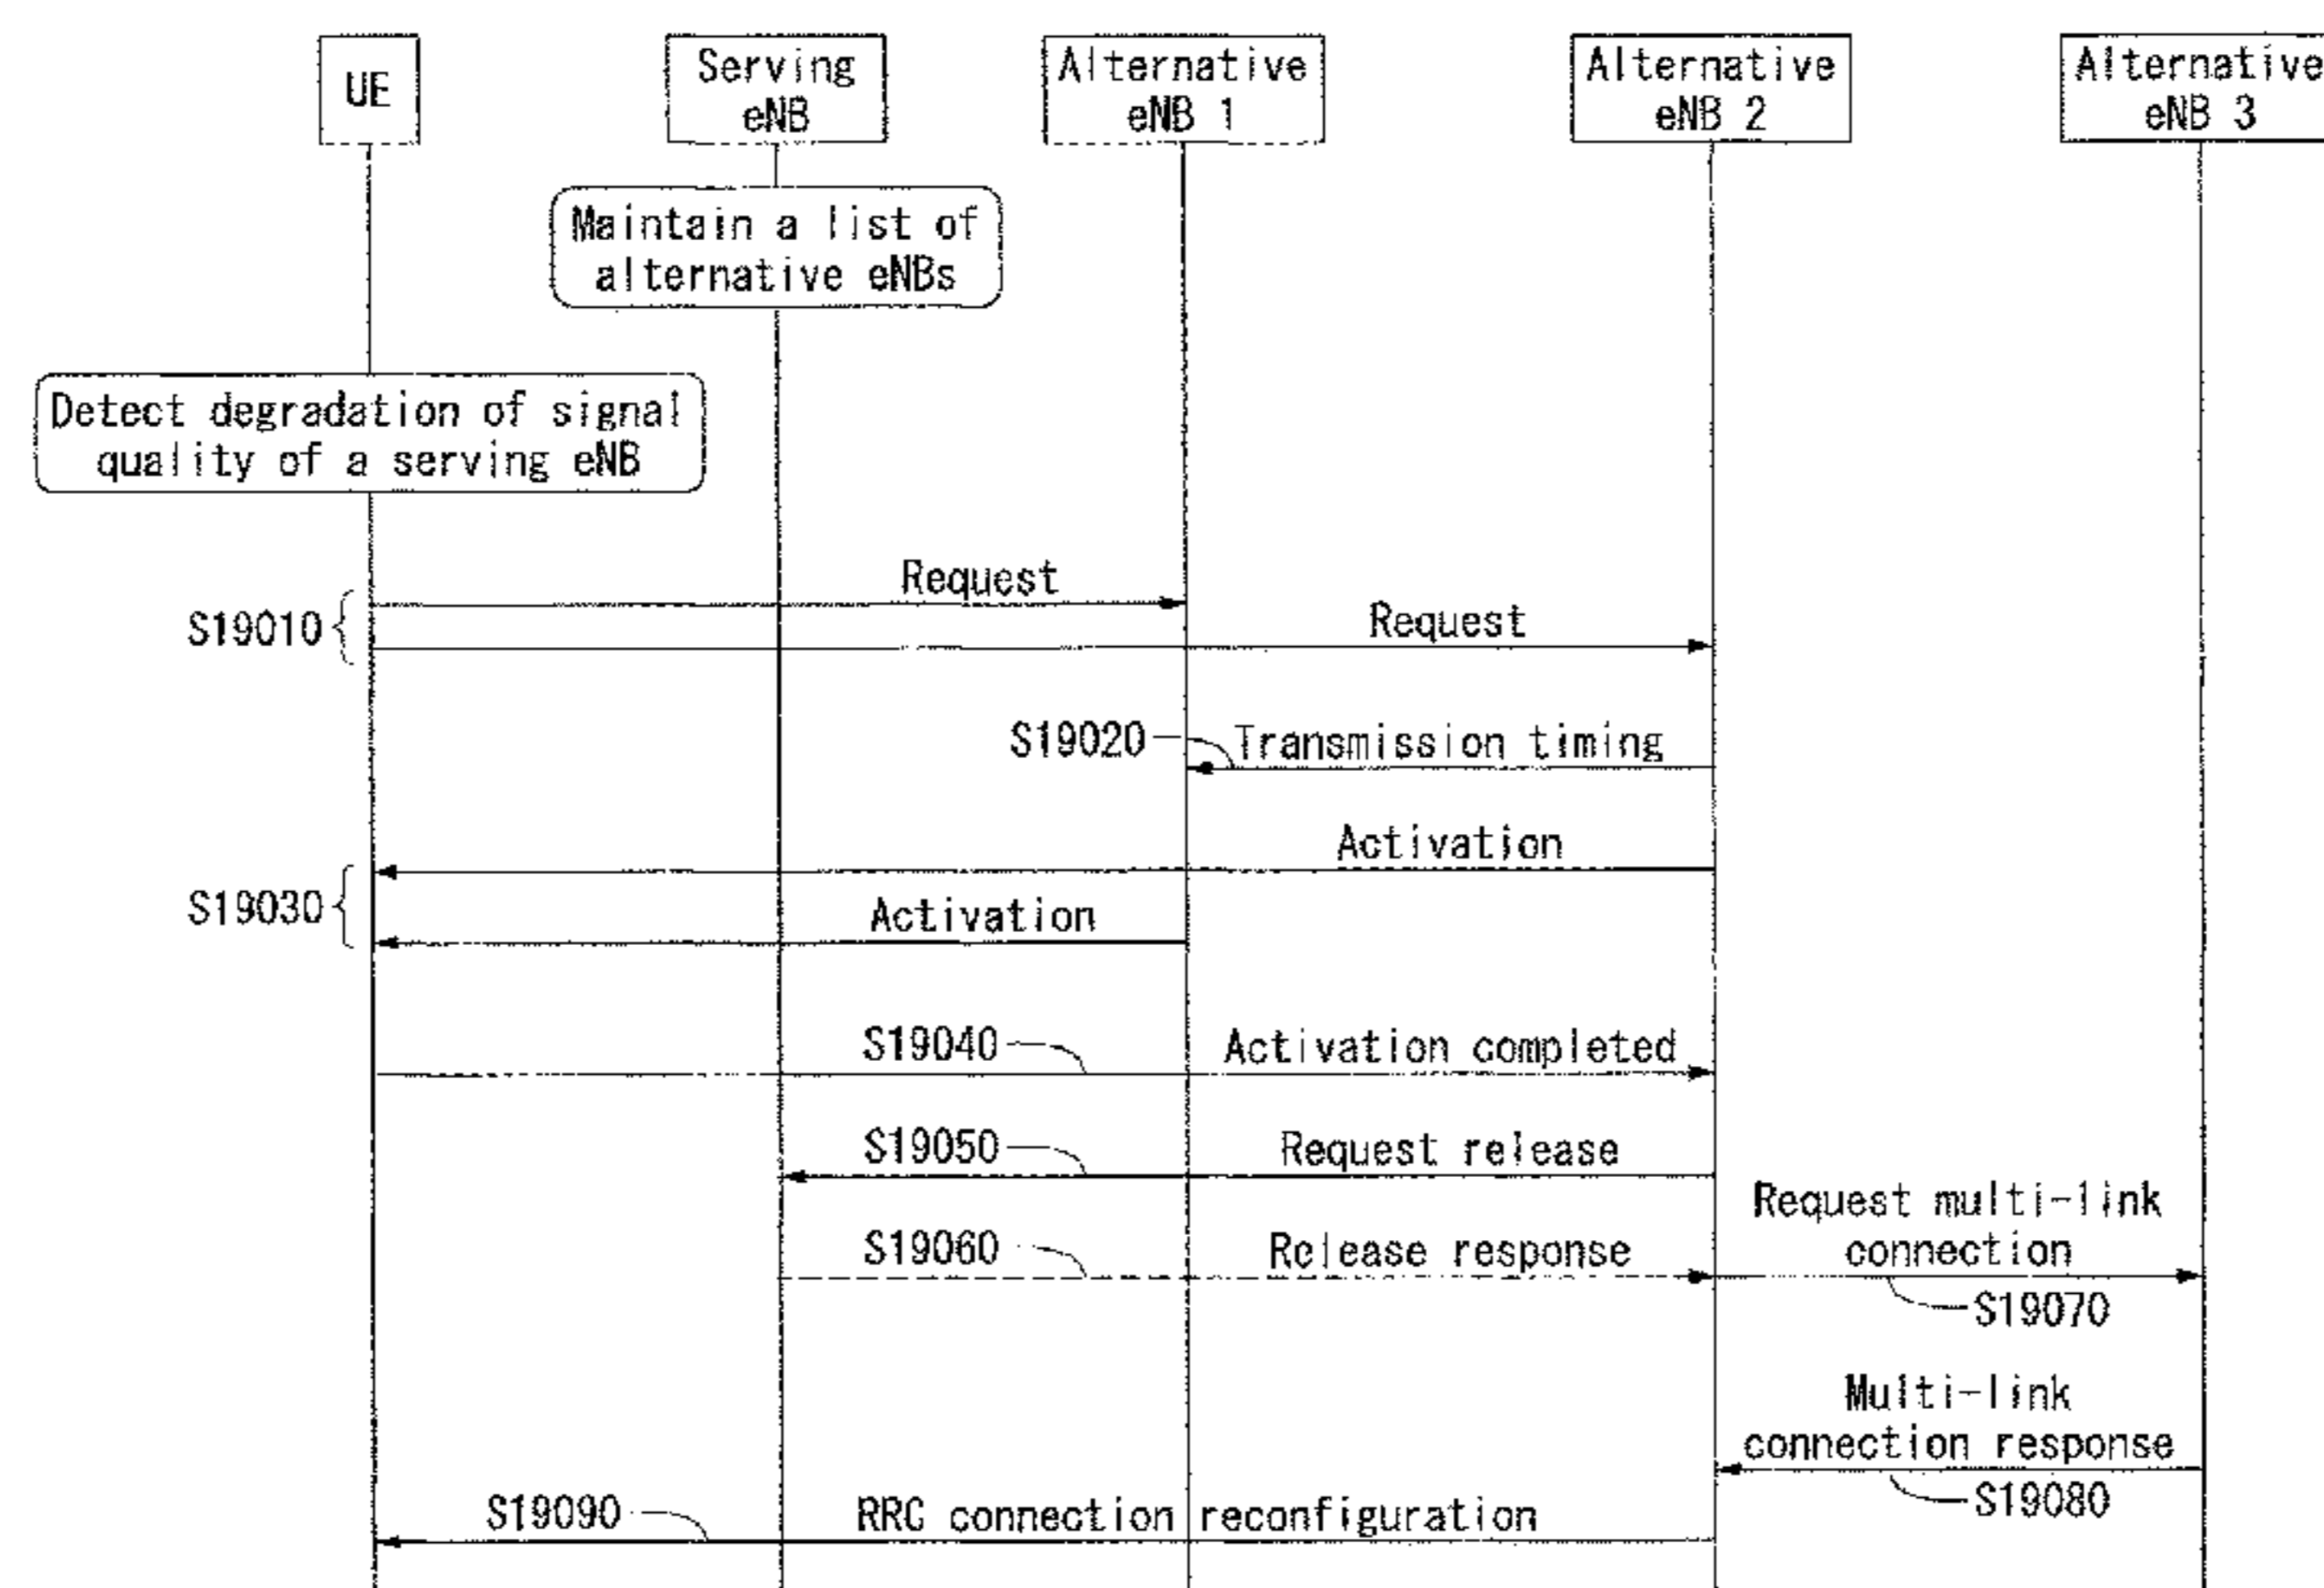 UE
Serving
eNB
Alternative
eNB 1
Alternative
eNB 2
Alternative
eNB 3
Maintain a list of
alternative eNBs
Detect degradation of signal
quality of a serving eNB
S19010
Request
Request
S19020
Transmission timing
S19030
Activation
Activation
S19040
Activation completed
S19050
Request release
S19060
Release response
Request multi-link
connection
S19070
Multi-link
connection response
S19080
S19090
RRC connection reconfiguration